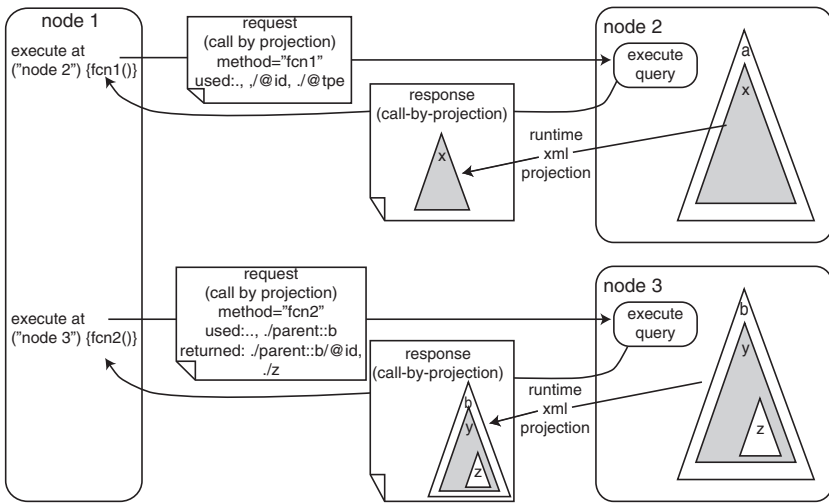 node 1
execute at
("node 2") {fcn1()}
request
(call by projection)
method="fcn1"
used:., ,/@id, ./@tpe
response
(call-by-projection)
x
runtime
xml
projection
node 2
execute
query
a
x
execute at
("node 3") {fcn2()}
request
(call by projection)
method="fcn2"
used:.., ./parent::b
returned: ./parent::b/@id,
./z
response
(call-by-projection)
b
y
z
runtime
xml
projection
node 3
execute
query
b
y
z